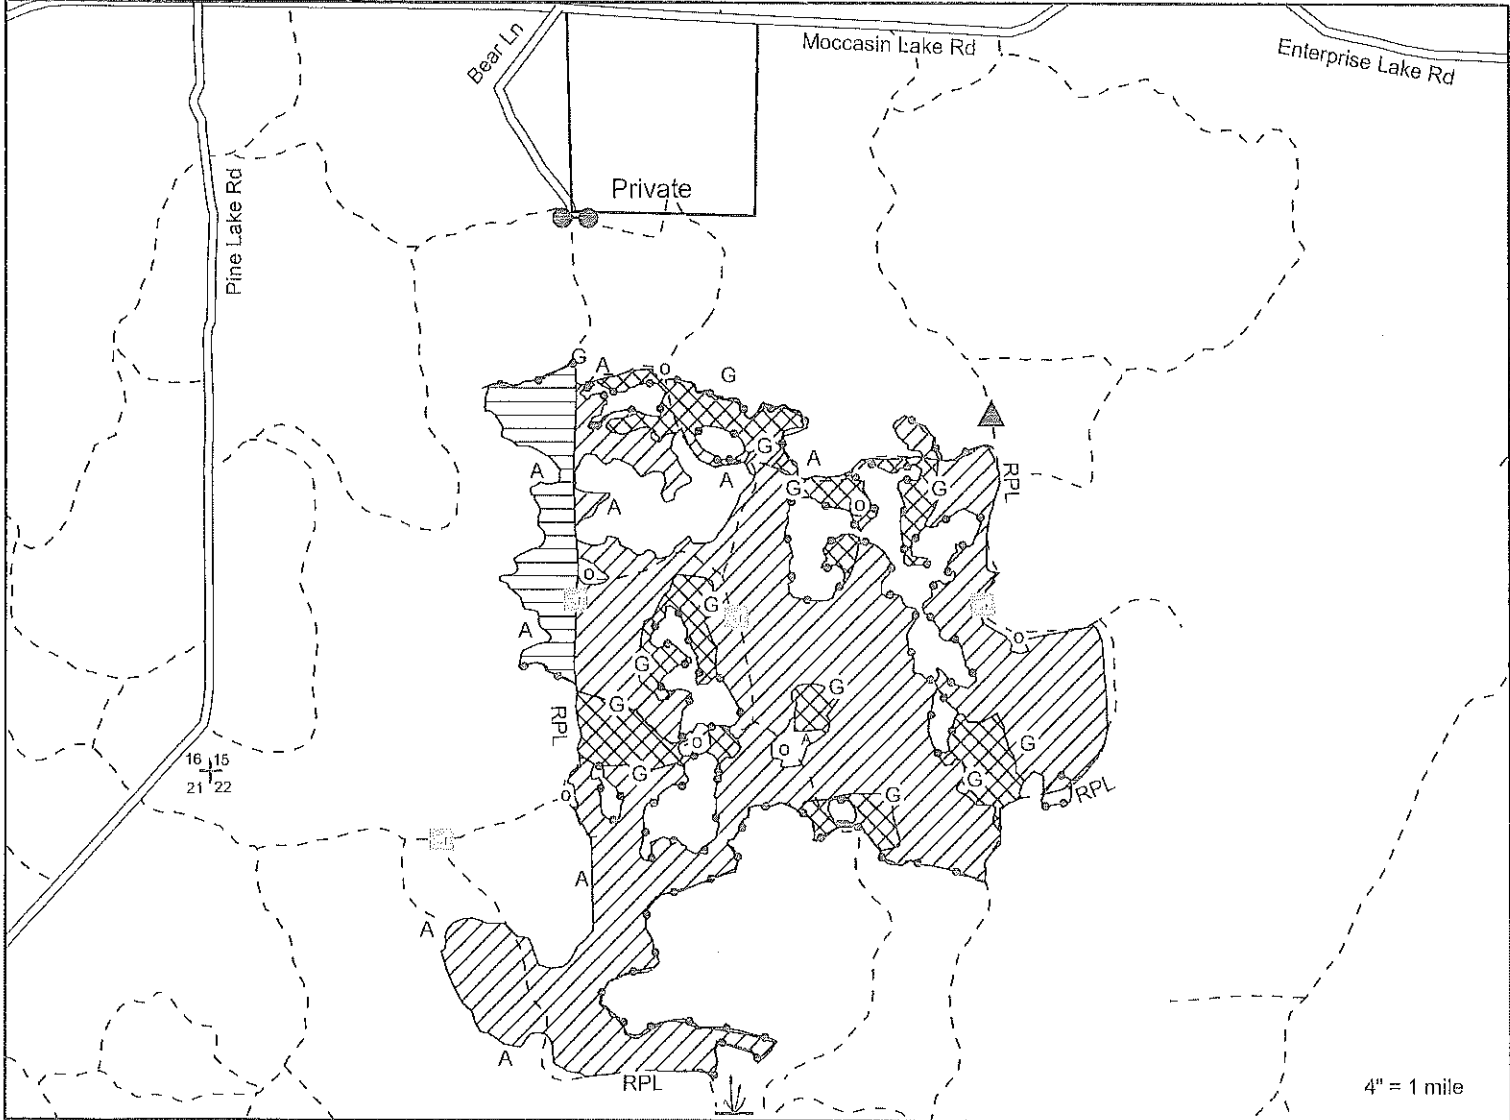 Bear Ln
Moccasin Lake Rd
Enterprise Lake Rd
Pine Lake Rd
Private
G
A
o
G
G
A
A
A
A
G
G
o
RPL
A
o
G
A
o
G
G
G
RPL
o
A
o
G
G
G
16 15
21 22
o
G
RPL
A
A
A
RPL
4" = 1 mile